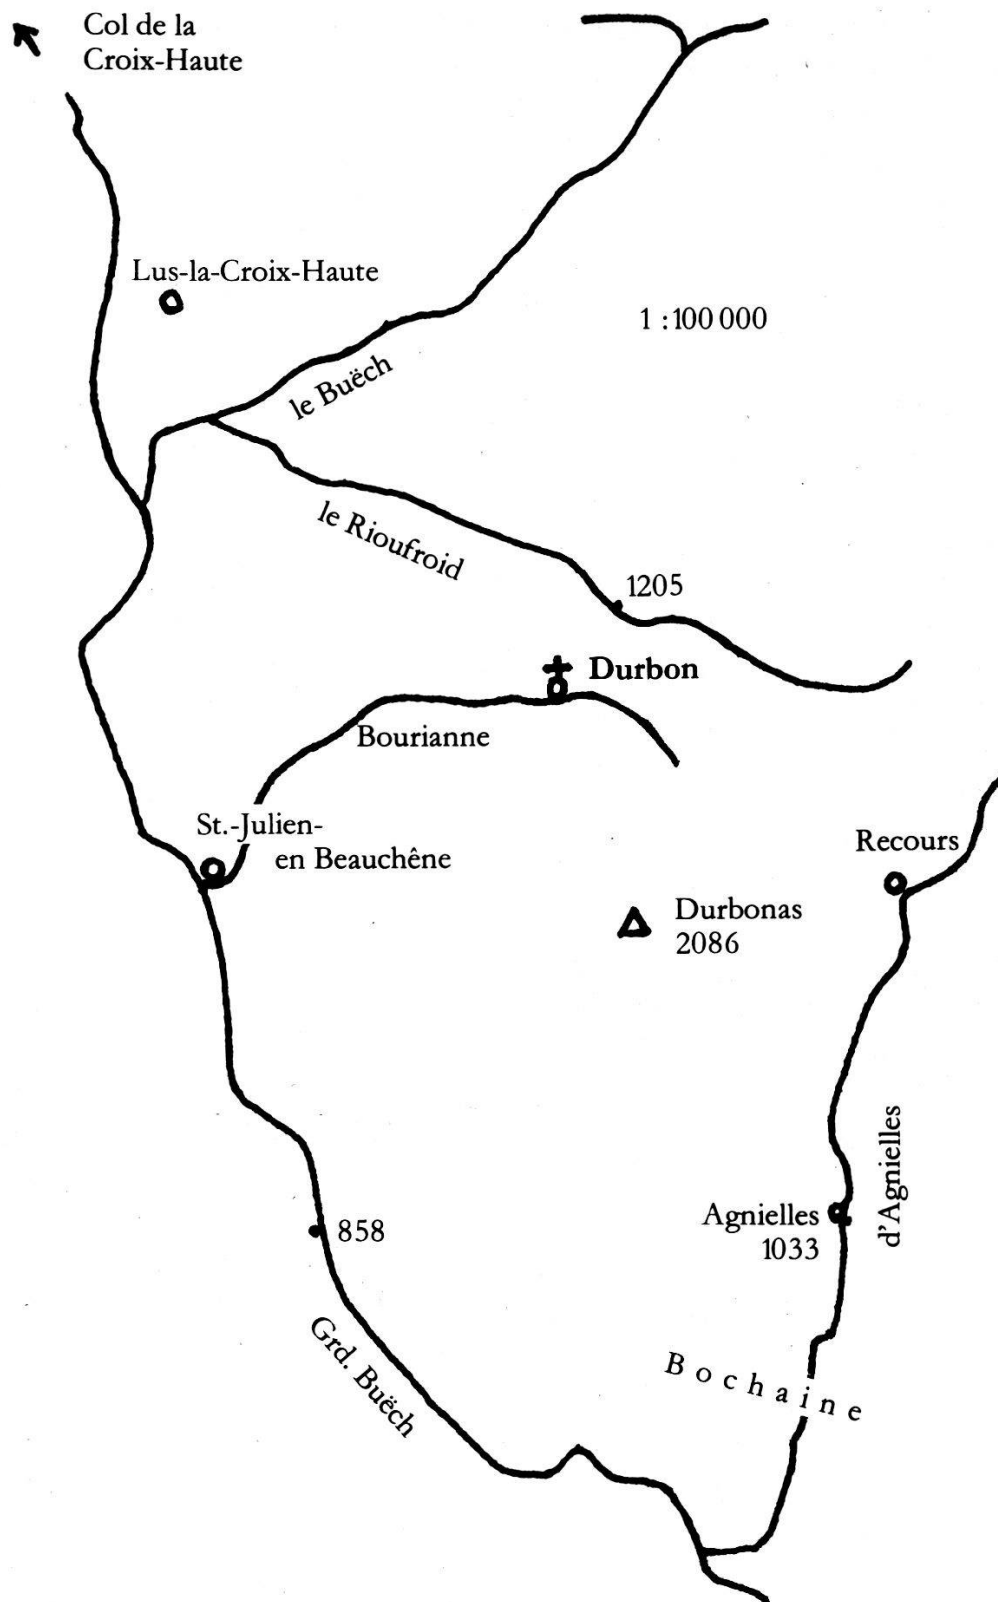 Col de la
Croix-Haute
Lus-la-Croix-Haute
1 : 100 000
le Buëch
le Rioufroid
1205
Durbon
Bourianne
St.-Julien-
en Beauchêne
Recours
Durbonas
2086
d'Agnielles
Agnielles
1033
858
Grd. Buëch
Bochaine